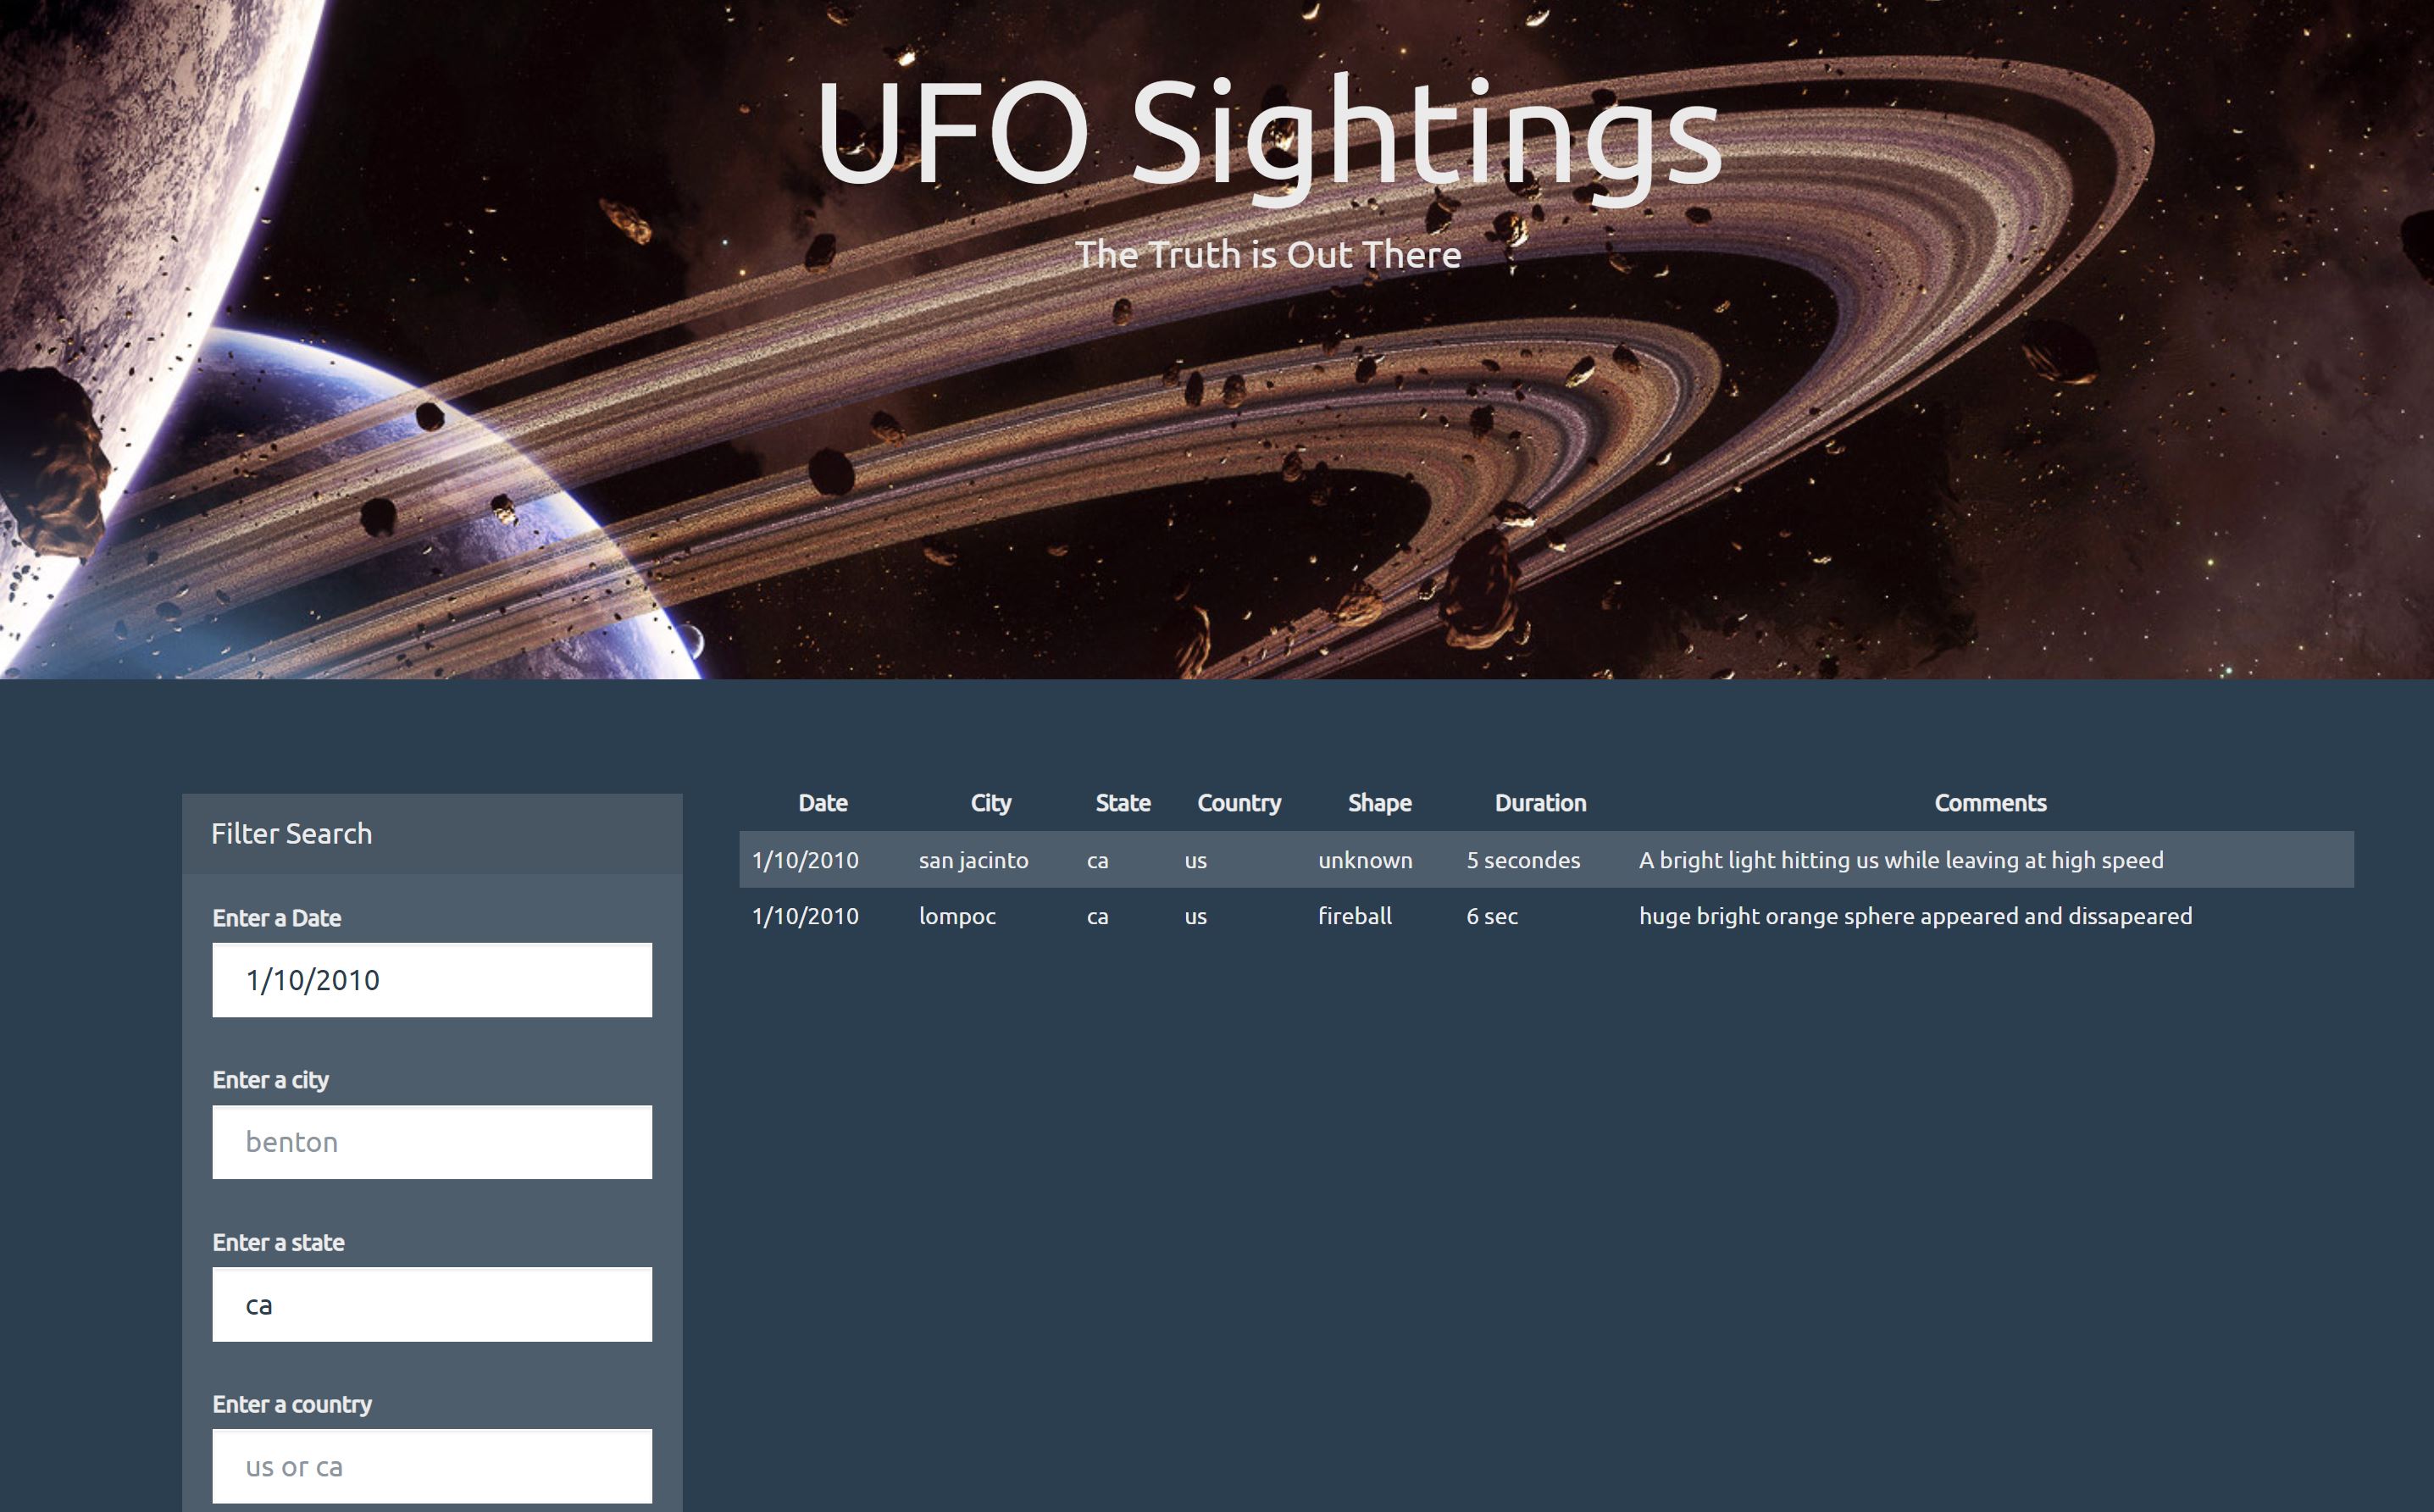 UFO Sightings
The Truth is Out There
Filter Search
Enter a Date
1/10/2010
Enter a city
benton
Enter a state
ca
Enter a country
us or ca
Date City State Country Shape Duration Comments
1/10/2010 san jacinto ca us unknown 5 secondes A bright light hitting us while leaving at high speed
1/10/2010 lompoc ca us fireball 6 sec huge bright orange sphere appeared and dissapeared